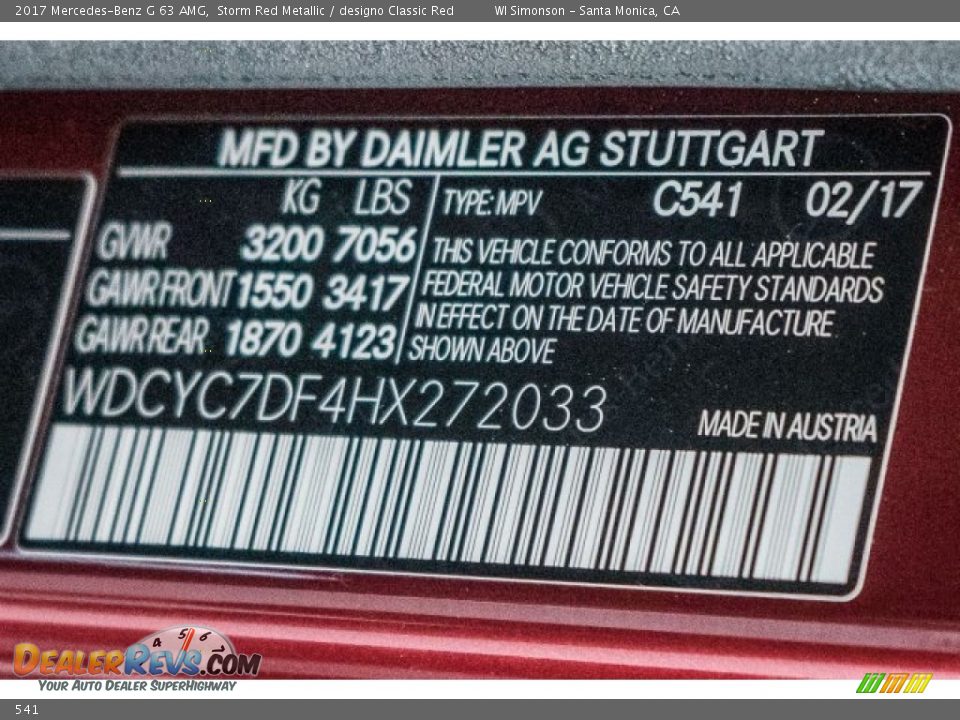 2017 Mercedes-Benz G 63 AMG, Storm Red Metallic / designo Classic Red WI Simonson - Santa Monica, CA
MFD BY DAIMLER AG STUTTGART
KG LBS
GVWR 3200 7056
GAWR FRONT 1550 3417
GAWR REAR 1870 4123
TYPE: MPV C541 02/17
THIS VEHICLE CONFORMS TO ALL APPLICABLE
FEDERAL MOTOR VEHICLE SAFETY STANDARDS
IN EFFECT ON THE DATE OF MANUFACTURE
SHOWN ABOVE
WDCYC7DF4HX272033
MADE IN AUSTRIA
4 5 6
DEALERREVS.COM
YOUR AUTO DEALER SUPERHIGHWAY
541